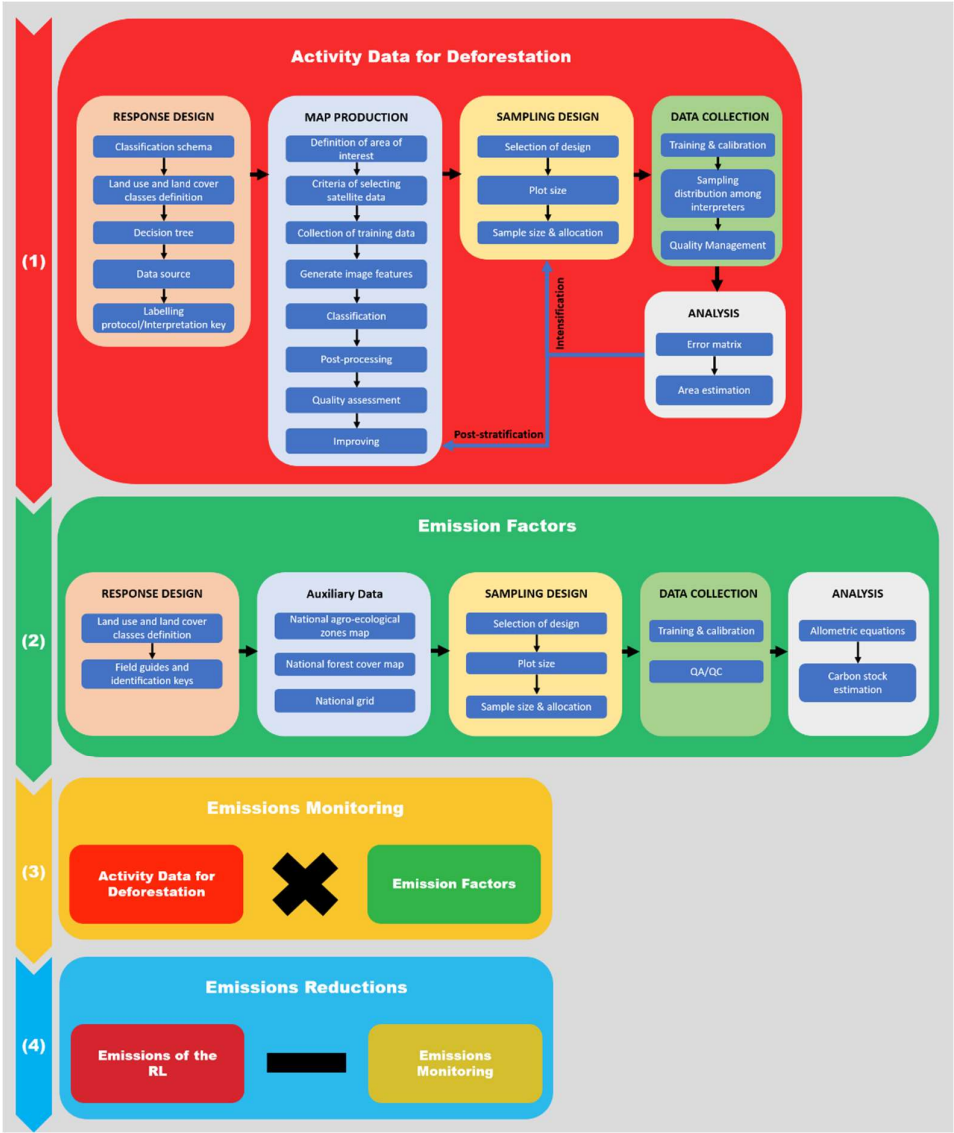 (1)
Activity Data for Deforestation
RESPONSE DESIGN
Classification schema
Land use and land cover
classes definition
Decision tree
Data source
Labelling
protocol/Interpretation key
MAP PRODUCTION
Definition of area of
interest
Criteria of selecting
satellite data
Collection of training data
Generate image features
Classification
Post-processing
Quality assessment
Improving
SAMPLING DESIGN
Selection of design
Plot size
Sample size & allocation
DATA COLLECTION
Training & calibration
Sampling
distribution among
interpreters
Quality Management
ANALYSIS
Error matrix
Area estimation
Intensification
Post-stratification
(2)
Emission Factors
RESPONSE DESIGN
Land use and land cover
classes definition
Field guides and
identification keys
Auxiliary Data
National agro-ecological
zones map
National forest cover map
National grid
SAMPLING DESIGN
Selection of design
Plot size
Sample size & allocation
DATA COLLECTION
Training & calibration
QA/QC
ANALYSIS
Allometric equations
Carbon stock
estimation
(3)
Emissions Monitoring
Activity Data for
Deforestation
Emission Factors
(4)
Emissions Reductions
Emissions of the
RL
Emissions
Monitoring